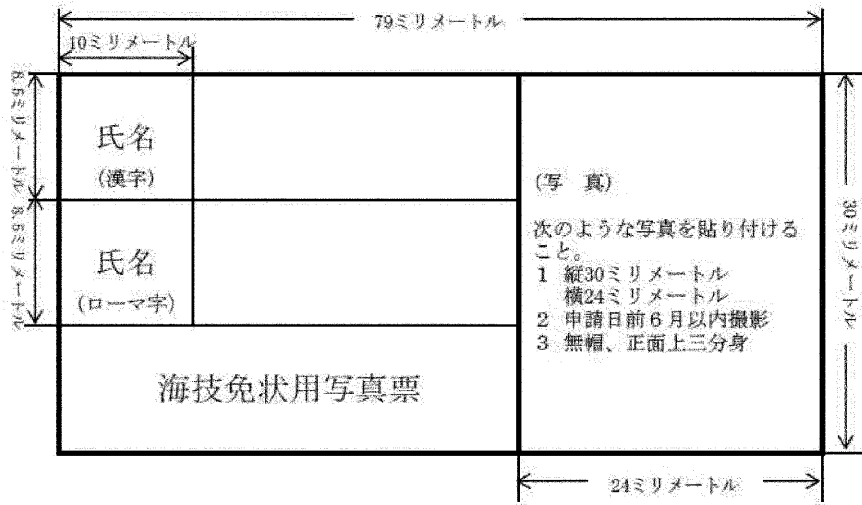 79ミリメートル
10ミリメートル
8.5ミリメートル
氏名
(漢字)
8.5ミリメートル
氏名
(ローマ字)
海技免状用写真票
(写　真)
次のような写真を貼り付ける
こと。
1 縦30ミリメートル
横24ミリメートル
2 申請日前6月以内撮影
3 無帽、正面上三分身
30ミリメートル
24ミリメートル